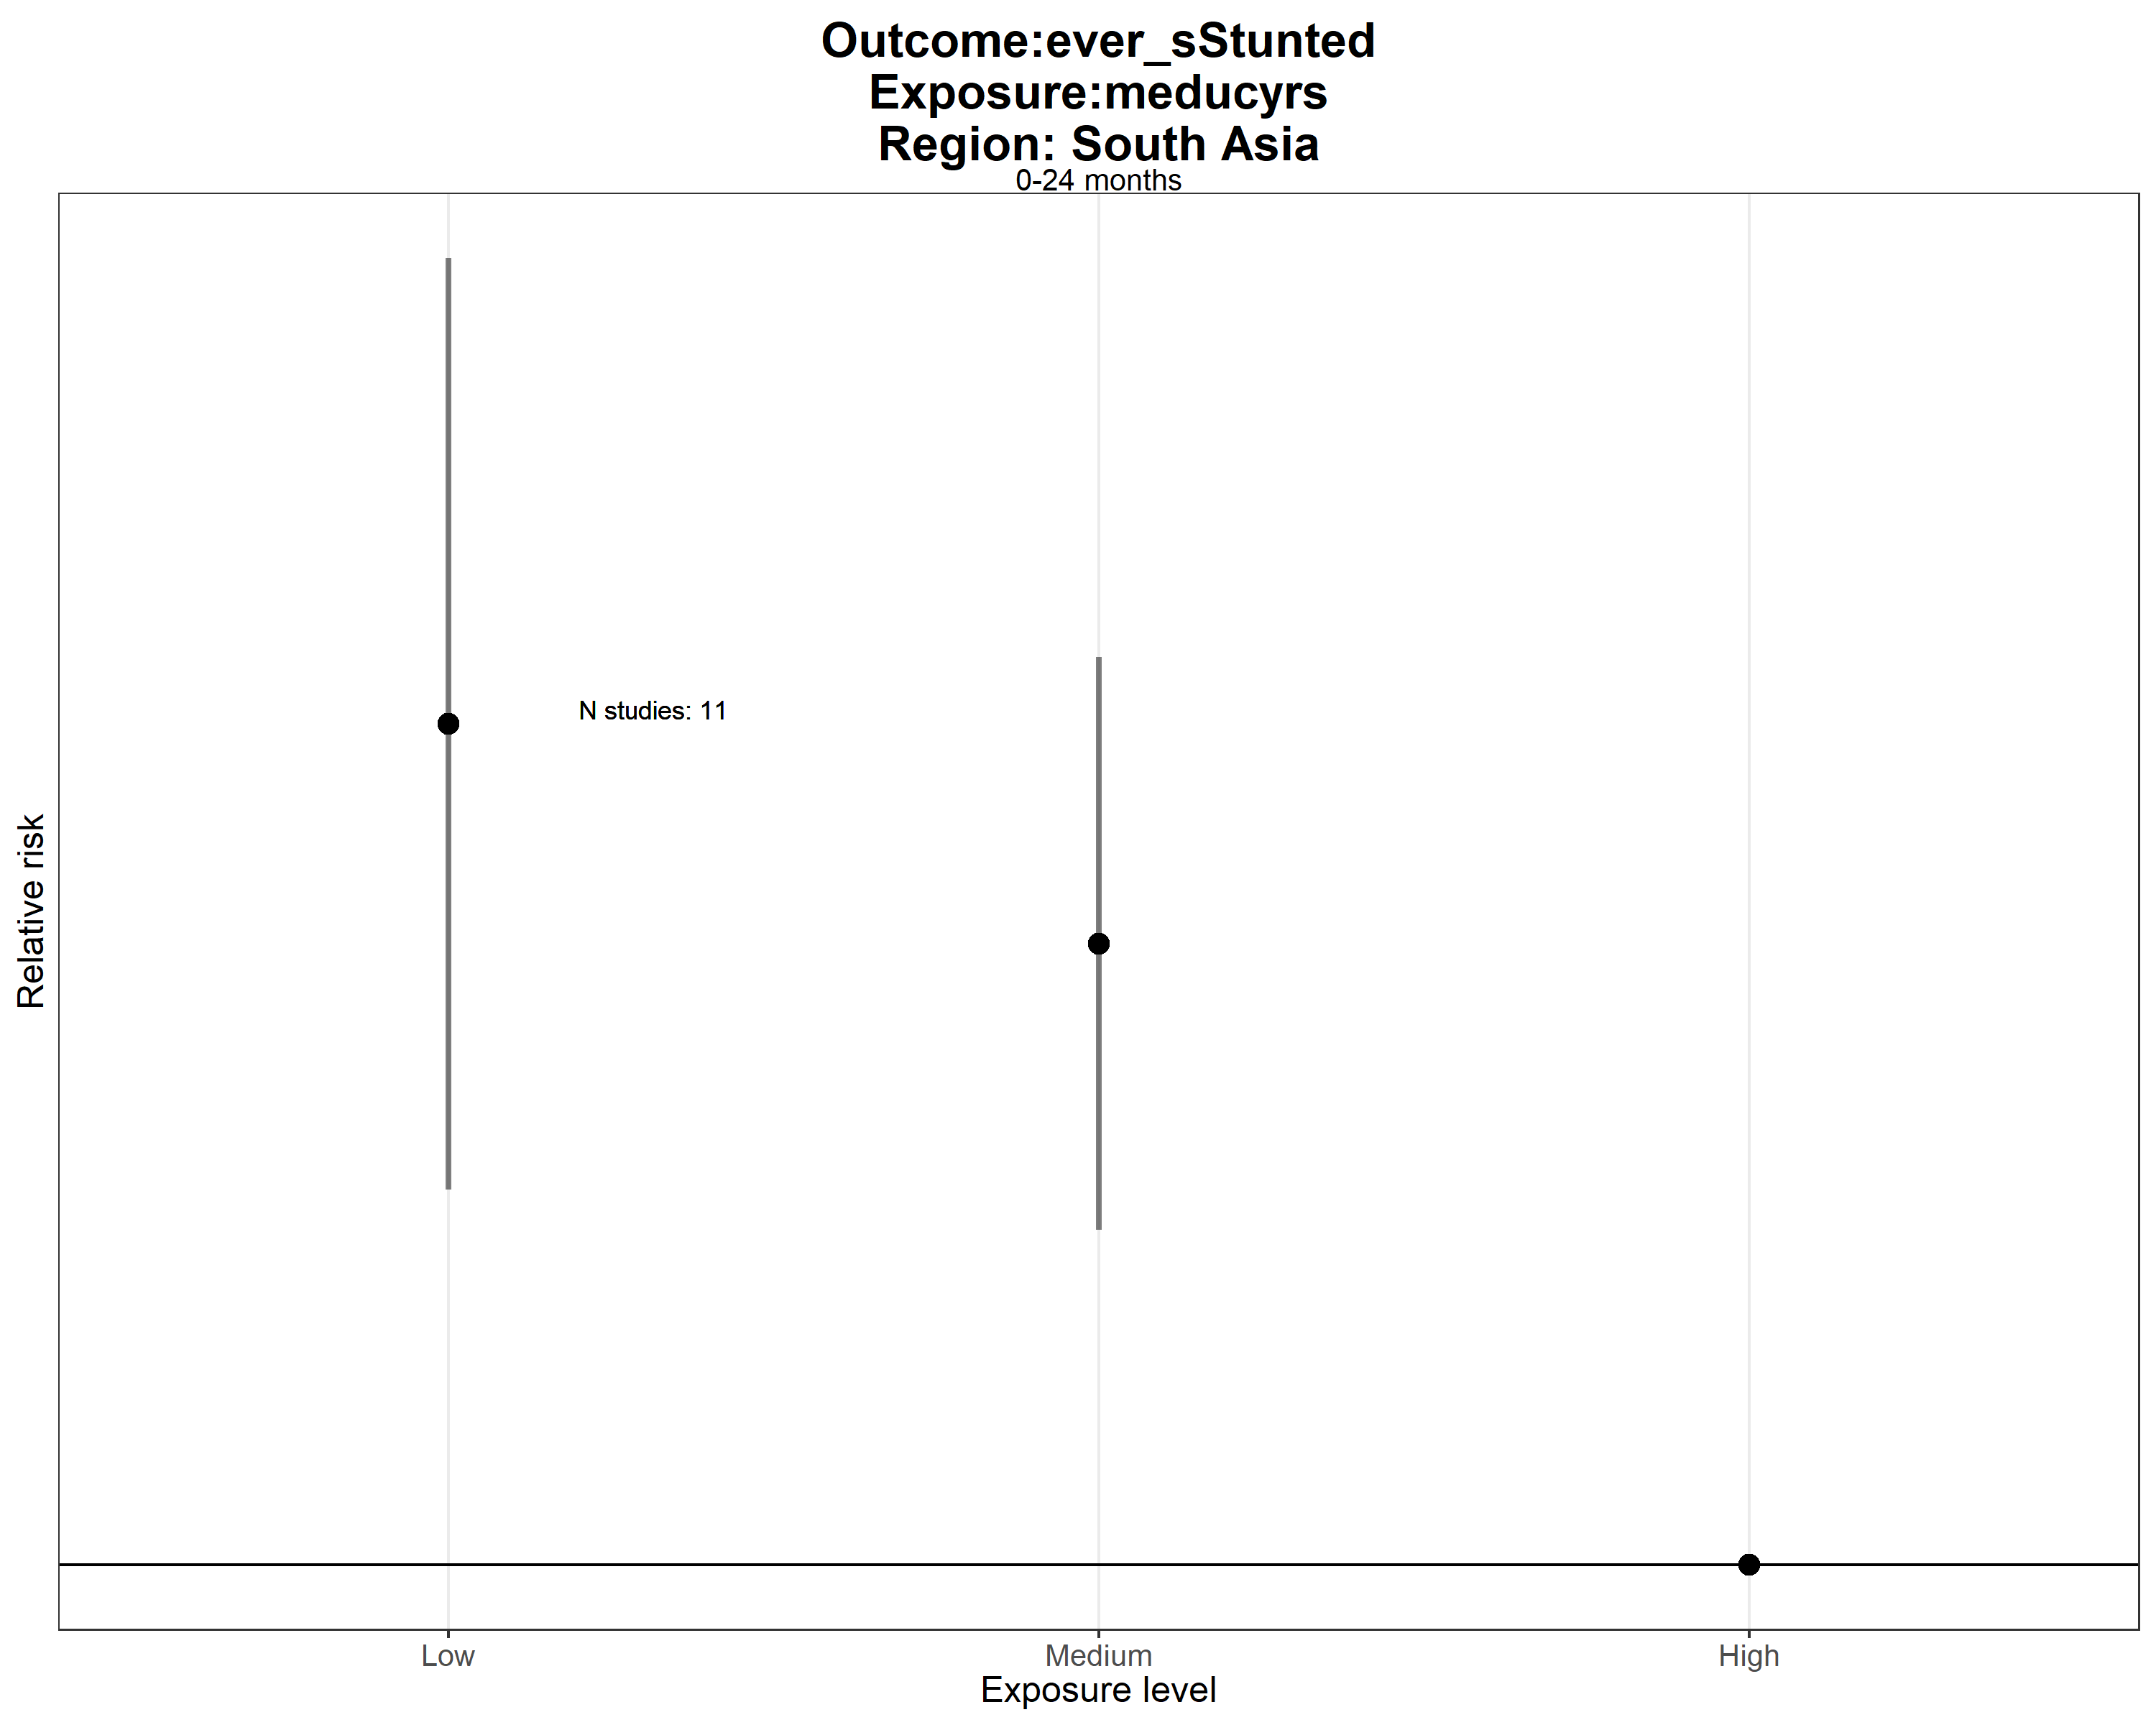 Outcome:ever_sStunted
Exposure:meducyrs
Region: South Asia
0-24 months
N studies: 11
Relative risk
Low
Medium
High
Exposure level